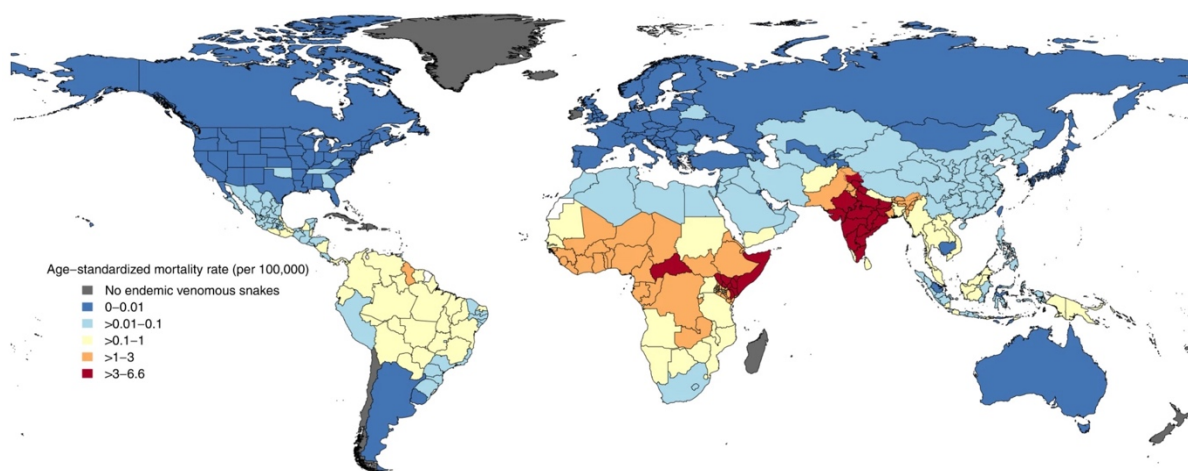 Age-standardized mortality rate (per 100,000)
No endemic venomous snakes
0–0.01
>0.01–0.1
>0.1–1
>1–3
>3–6.6